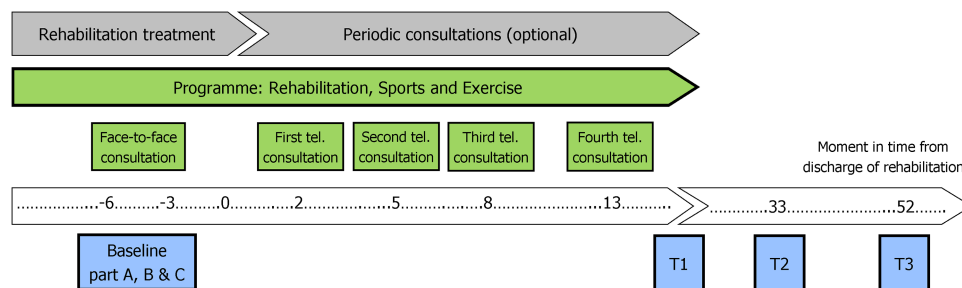 Rehabilitation treatment
Periodic consultations (optional)
Programme: Rehabilitation, Sports and Exercise
Face-to-face
consultation
First tel.
consultation
Second tel.
consultation
Third tel.
consultation
Fourth tel.
consultation
Moment in time from
discharge of rehabilitation
..................-6.........-3.........0.............2.................5................8......................13........... ............33......................52......
Baseline
part A, B & C
T1
T2
T3